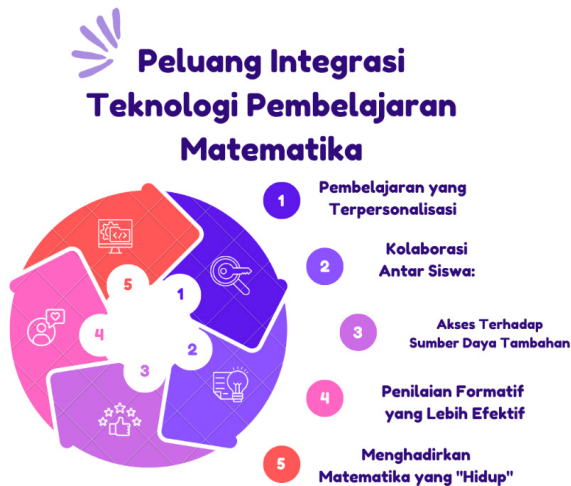 Peluang Integrasi
Teknologi Pembelajaran
Matematika
1
Pembelajaran yang
Terpersonalisasi
2
Kolaborasi
Antar Siswa:
3
Akses Terhadap
Sumber Daya Tambahan
4
Penilaian Formatif
yang Lebih Efektif
5
Menghadirkan
Matematika yang "Hidup"
5
1
4
2
3